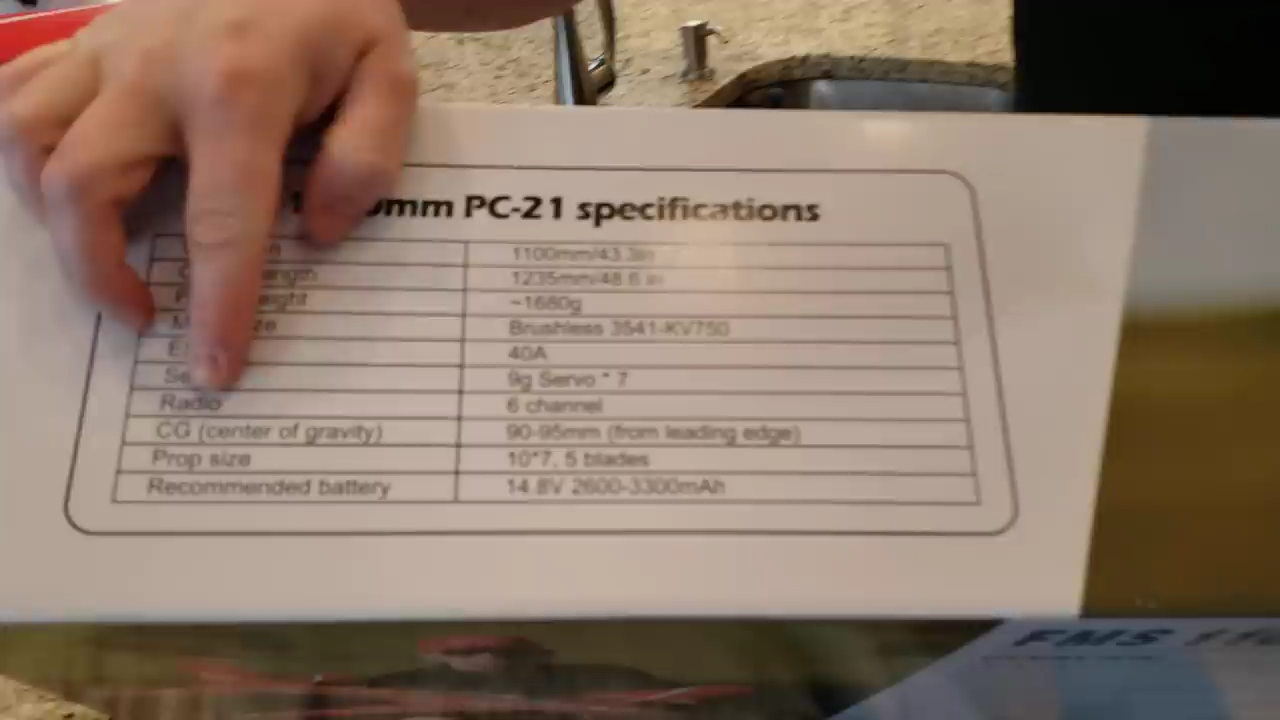 mm PC-21 specifications
1100mm/43.3in
1235mm/48.6 in
~1680g
Brushless 3541-KV750
40A
9g Servo * 7
Radio 6 channel
CG (center of gravity) 90-95mm (from leading edge)
Prop size 10*7, 5 blades
Recommended battery 14.8V 2600-3300mAh
FMS